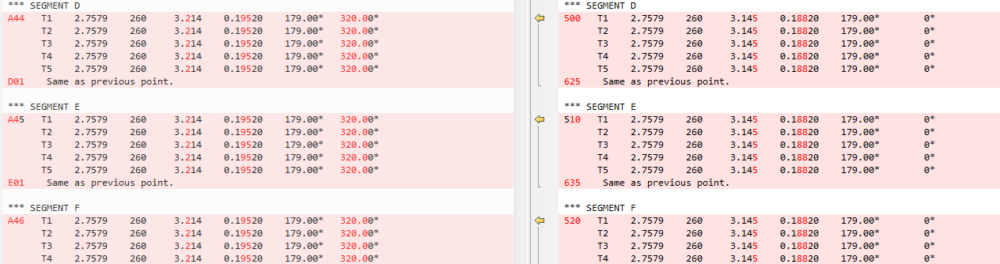 *** SEGMENT D
A44 T1 2.7579 260 3.214 0.19520 179.00* 320.00*
T2 2.7579 260 3.214 0.19520 179.00* 320.00*
T3 2.7579 260 3.214 0.19520 179.00* 320.00*
T4 2.7579 260 3.214 0.19520 179.00* 320.00*
T5 2.7579 260 3.214 0.19520 179.00* 320.00*
D01 Same as previous point.
*** SEGMENT E
A45 T1 2.7579 260 3.214 0.19520 179.00* 320.00*
T2 2.7579 260 3.214 0.19520 179.00* 320.00*
T3 2.7579 260 3.214 0.19520 179.00* 320.00*
T4 2.7579 260 3.214 0.19520 179.00* 320.00*
T5 2.7579 260 3.214 0.19520 179.00* 320.00*
E01 Same as previous point.
*** SEGMENT F
A46 T1 2.7579 260 3.214 0.19520 179.00* 320.00*
T2 2.7579 260 3.214 0.19520 179.00* 320.00*
T3 2.7579 260 3.214 0.19520 179.00* 320.00*
T4 2.7579 260 3.214 0.19520 179.00* 320.00*
*** SEGMENT D
500 T1 2.7579 260 3.145 0.18820 179.00* 0*
T2 2.7579 260 3.145 0.18820 179.00* 0*
T3 2.7579 260 3.145 0.18820 179.00* 0*
T4 2.7579 260 3.145 0.18820 179.00* 0*
T5 2.7579 260 3.145 0.18820 179.00* 0*
625 Same as previous point.
*** SEGMENT E
510 T1 2.7579 260 3.145 0.18820 179.00* 0*
T2 2.7579 260 3.145 0.18820 179.00* 0*
T3 2.7579 260 3.145 0.18820 179.00* 0*
T4 2.7579 260 3.145 0.18820 179.00* 0*
T5 2.7579 260 3.145 0.18820 179.00* 0*
635 Same as previous point.
*** SEGMENT F
520 T1 2.7579 260 3.145 0.18820 179.00* 0*
T2 2.7579 260 3.145 0.18820 179.00* 0*
T3 2.7579 260 3.145 0.18820 179.00* 0*
T4 2.7579 260 3.145 0.18820 179.00* 0*